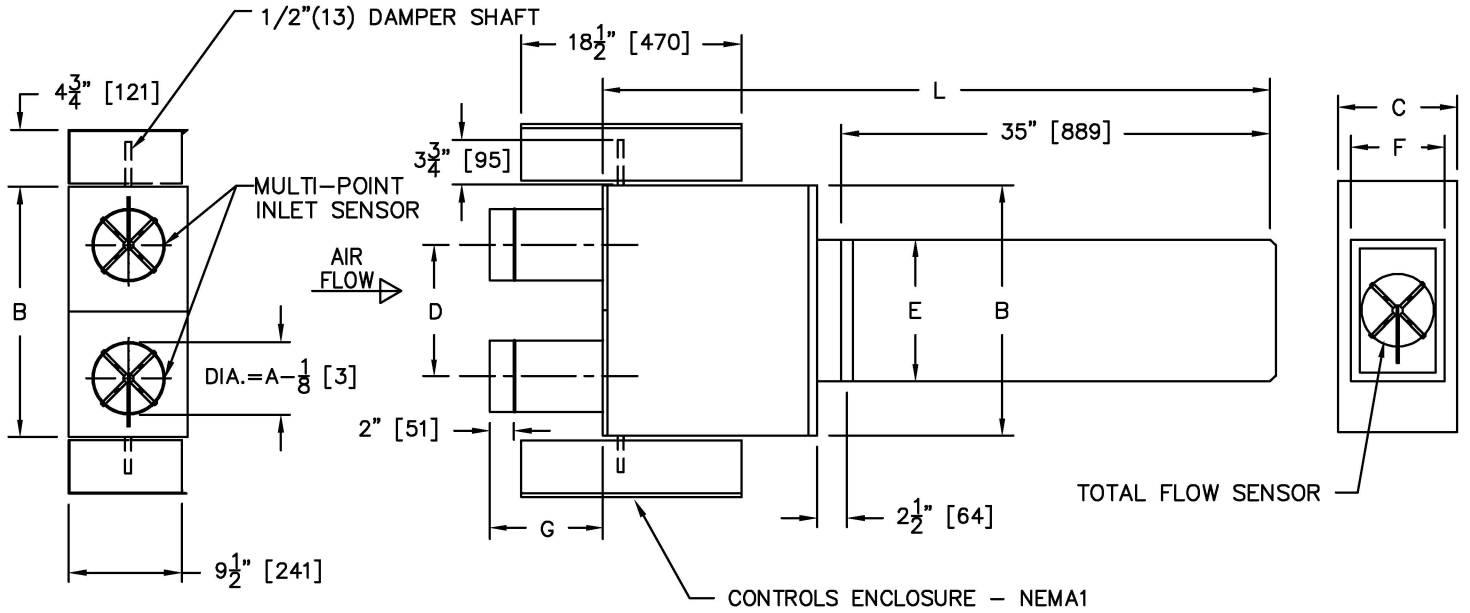 1/2"(13) DAMPER SHAFT
4 3/4" [121]
MULTI-POINT
INLET SENSOR
B
DIA.=A-1/8 [3]
9 1/2" [241]
18 1/2" [470]
L
3 3/4" [95]
35" [889]
AIR
FLOW
D
E
B
2" [51]
G
2 1/2" [64]
CONTROLS ENCLOSURE - NEMA1
C
F
TOTAL FLOW SENSOR